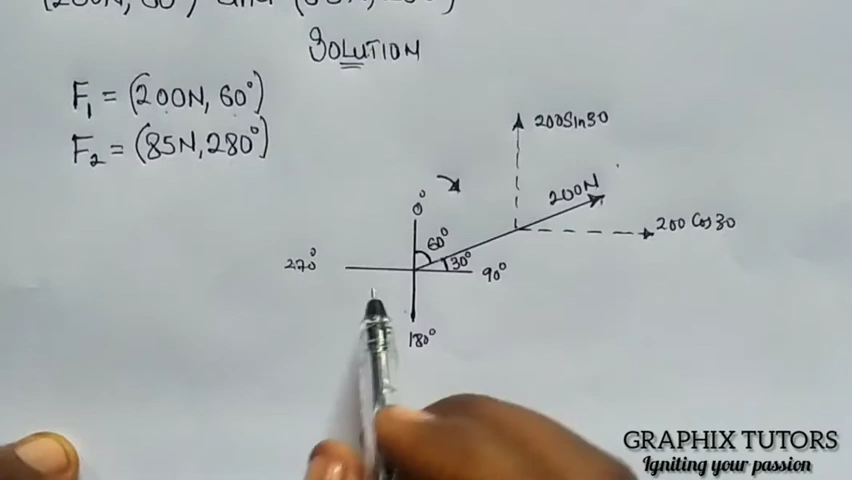 SOLUTION
F₁ = (200N, 60°)
F₂ = (85N, 280°)
200Sin30
200N
200 Cos30
0°
60°
30°
270°
90°
180°
GRAPHIX TUTORS
Igniting your passion